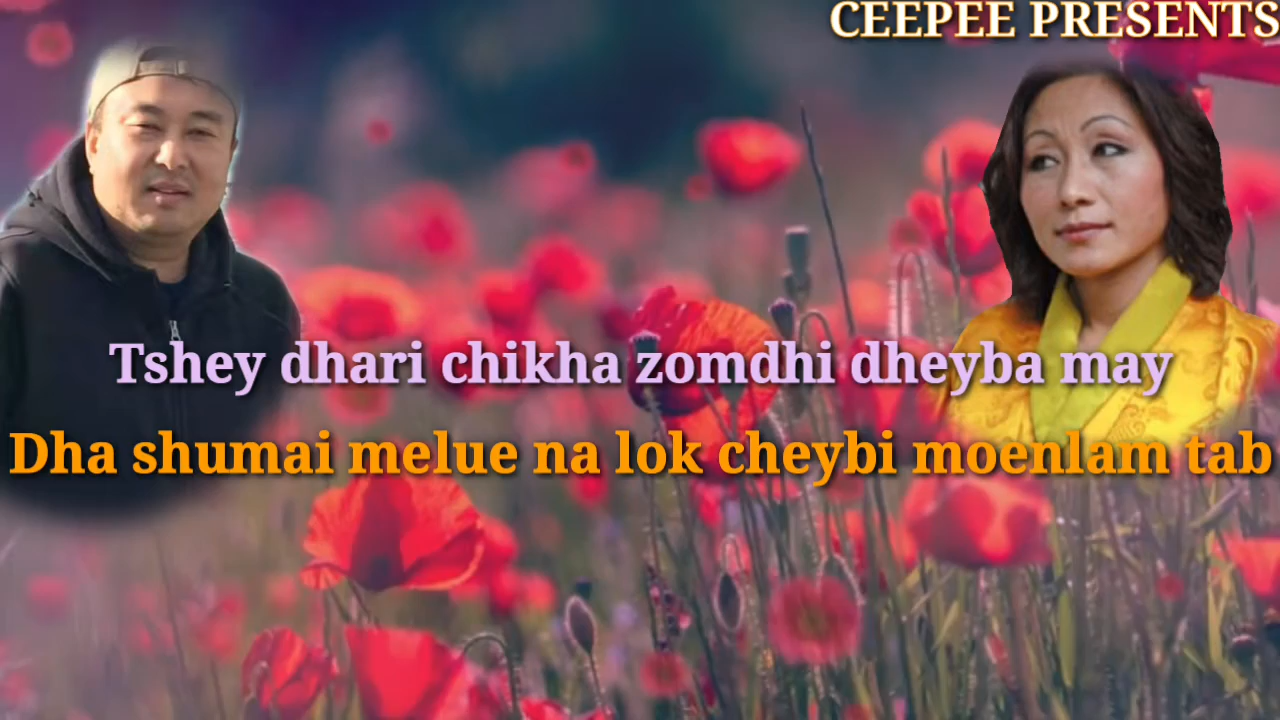 CEEPEE PRESENTS
Tshey dhari chikha zomdhi dheyba may
Dha shumai melue na lok cheybi moenlam tab